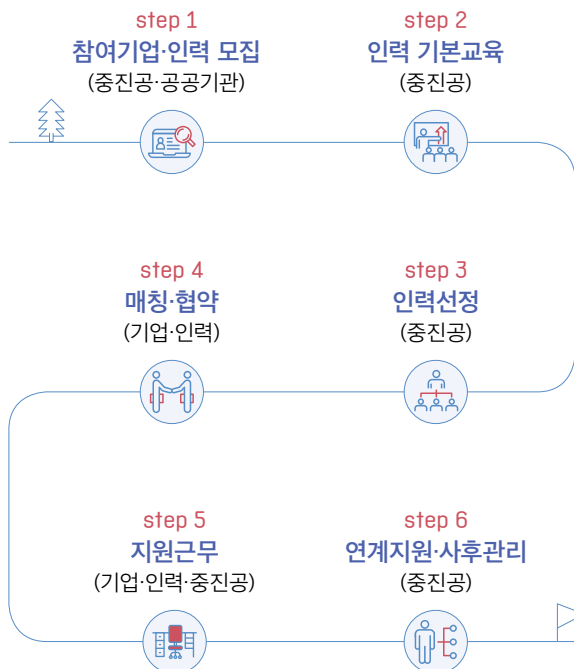 step 1
참여기업·인력 모집
(중진공·공공기관)
step 2
인력 기본교육
(중진공)
step 3
인력선정
(중진공)
step 4
매칭·협약
(기업·인력)
step 5
지원근무
(기업·인력·중진공)
step 6
연계지원·사후관리
(중진공)